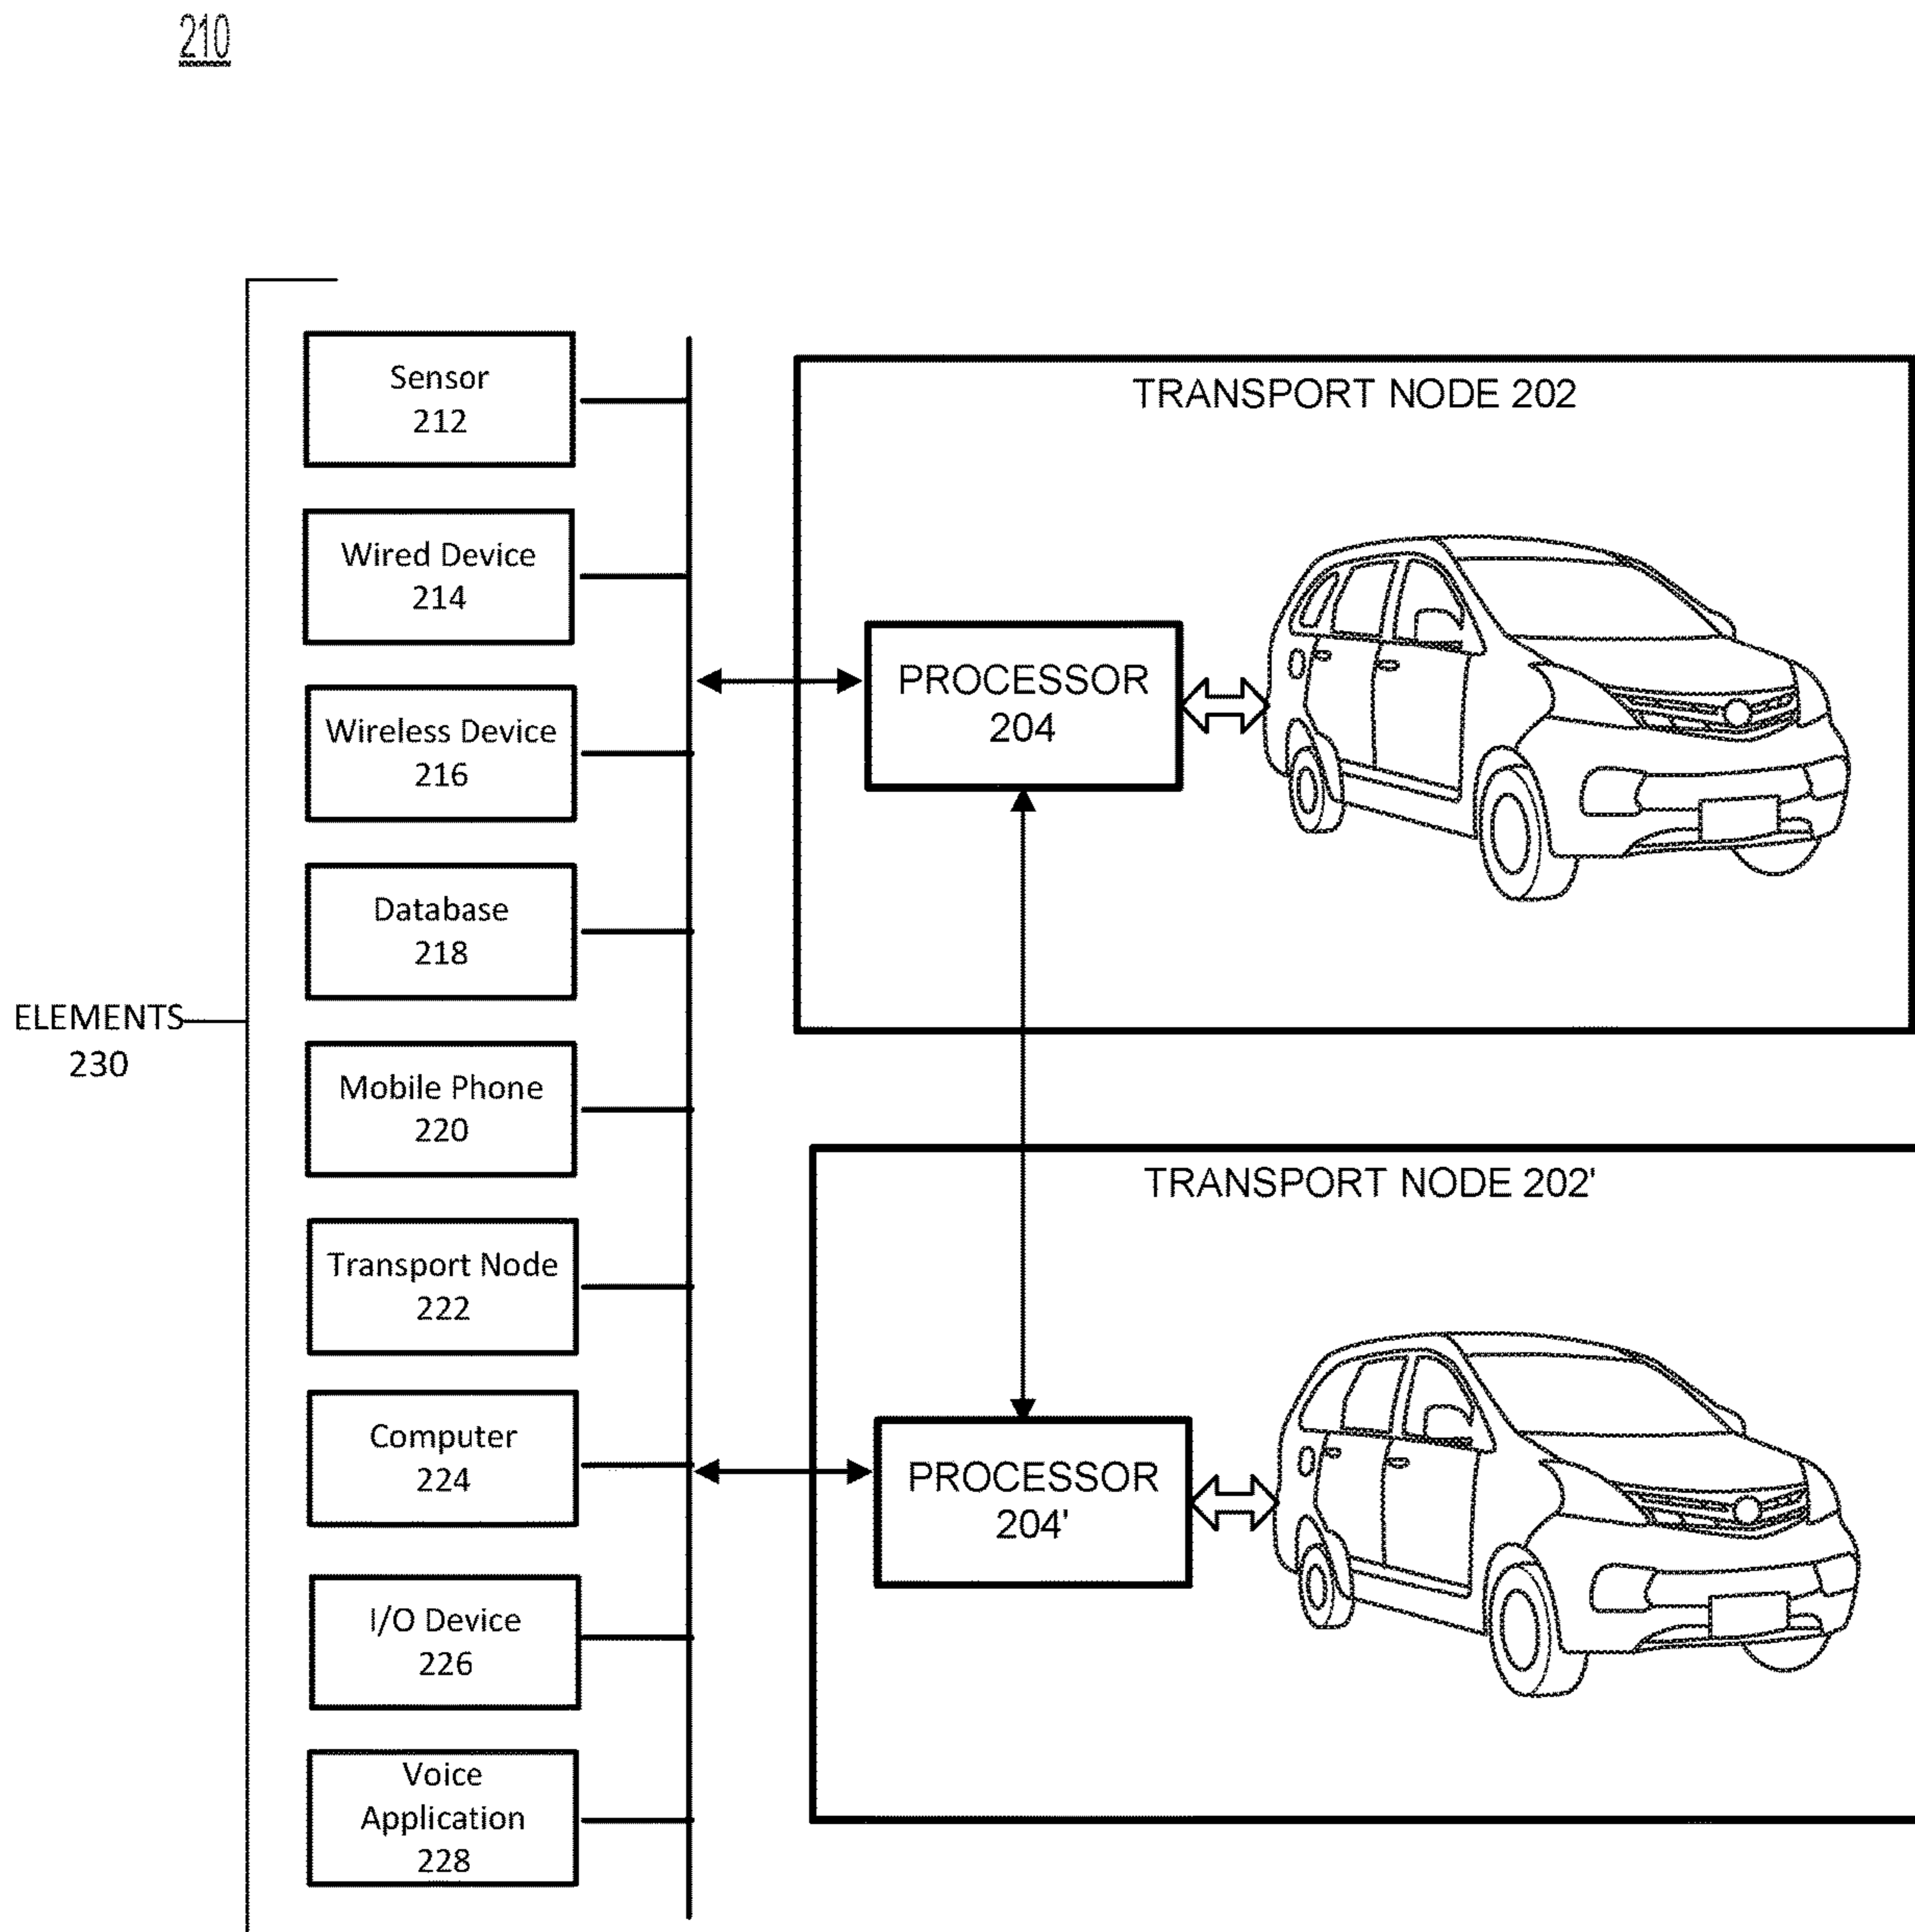 210
Sensor
212
Wired Device
214
Wireless Device
216
Database
218
Mobile Phone
220
Transport Node
222
Computer
224
I/O Device
226
Voice
Application
228
ELEMENTS
230
TRANSPORT NODE 202
PROCESSOR
204
TRANSPORT NODE 202'
PROCESSOR
204'